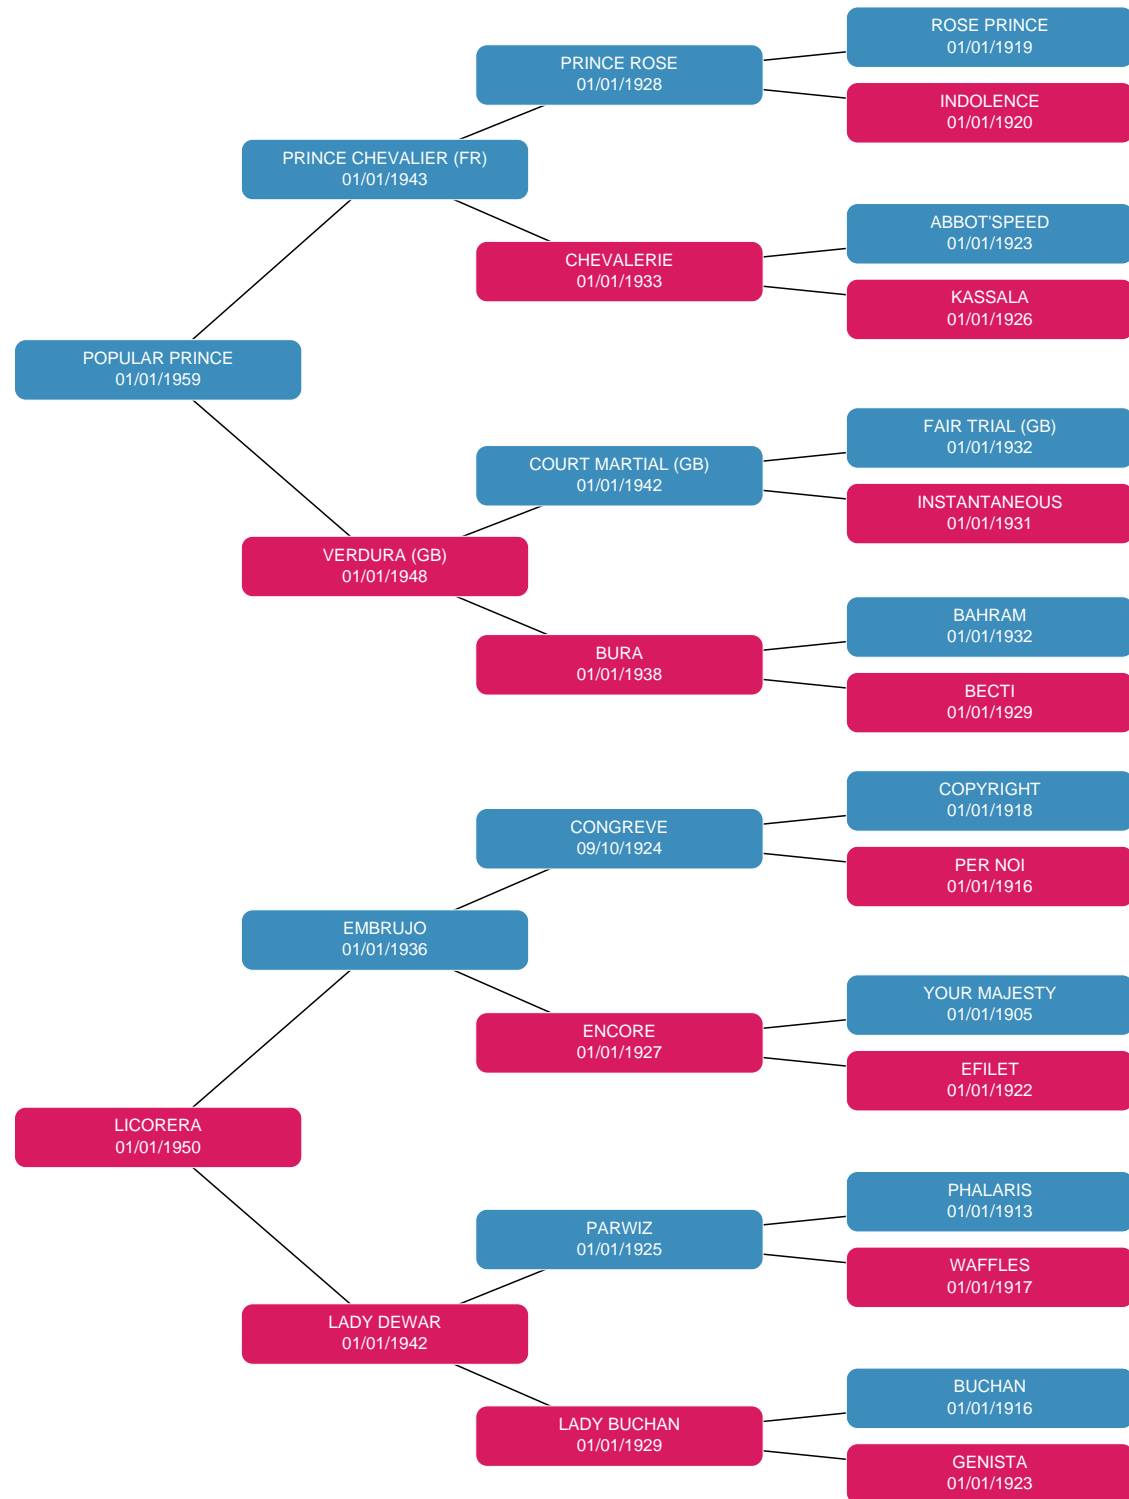 ROSE PRINCE
01/01/1919
PRINCE ROSE
01/01/1928
INDOLENCE
01/01/1920
PRINCE CHEVALIER (FR)
01/01/1943
ABBOT'SPEED
01/01/1923
CHEVALERIE
01/01/1933
KASSALA
01/01/1926
POPULAR PRINCE
01/01/1959
FAIR TRIAL (GB)
01/01/1932
COURT MARTIAL (GB)
01/01/1942
INSTANTANEOUS
01/01/1931
VERDURA (GB)
01/01/1948
BAHRAM
01/01/1932
BURA
01/01/1938
BECTI
01/01/1929
COPYRIGHT
01/01/1918
CONGREVE
09/10/1924
PER NOI
01/01/1916
EMBRUJO
01/01/1936
YOUR MAJESTY
01/01/1905
ENCORE
01/01/1927
EFILET
01/01/1922
LICORERA
01/01/1950
PHALARIS
01/01/1913
PARWIZ
01/01/1925
WAFFLES
01/01/1917
LADY DEWAR
01/01/1942
BUCHAN
01/01/1916
LADY BUCHAN
01/01/1929
GENISTA
01/01/1923